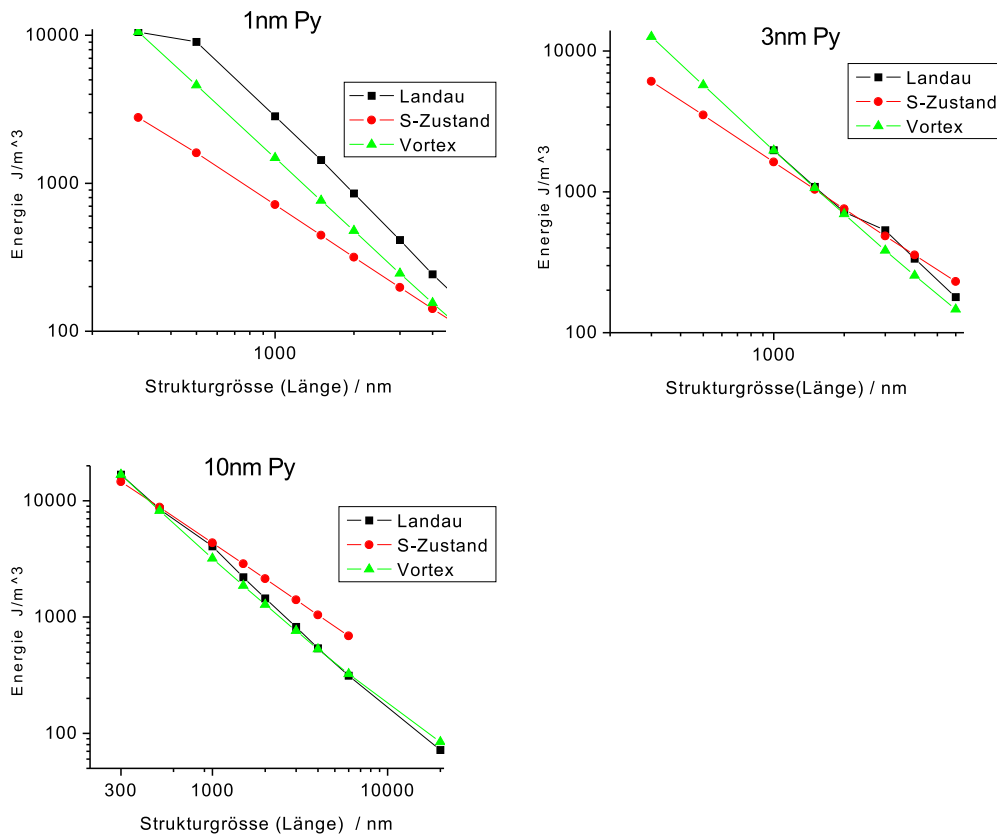 1nm Py
10000
1000
100
Energie J/m^3
Landau
S-Zustand
Vortex
1000
Strukturgrösse (Länge) / nm
3nm Py
10000
1000
100
Energie J/m^3
Landau
S-Zustand
Vortex
1000
Strukturgrösse(Länge) / nm
10nm Py
10000
1000
100
Energie J/m^3
Landau
S-Zustand
Vortex
300 1000 10000
Strukturgrösse (Länge) / nm